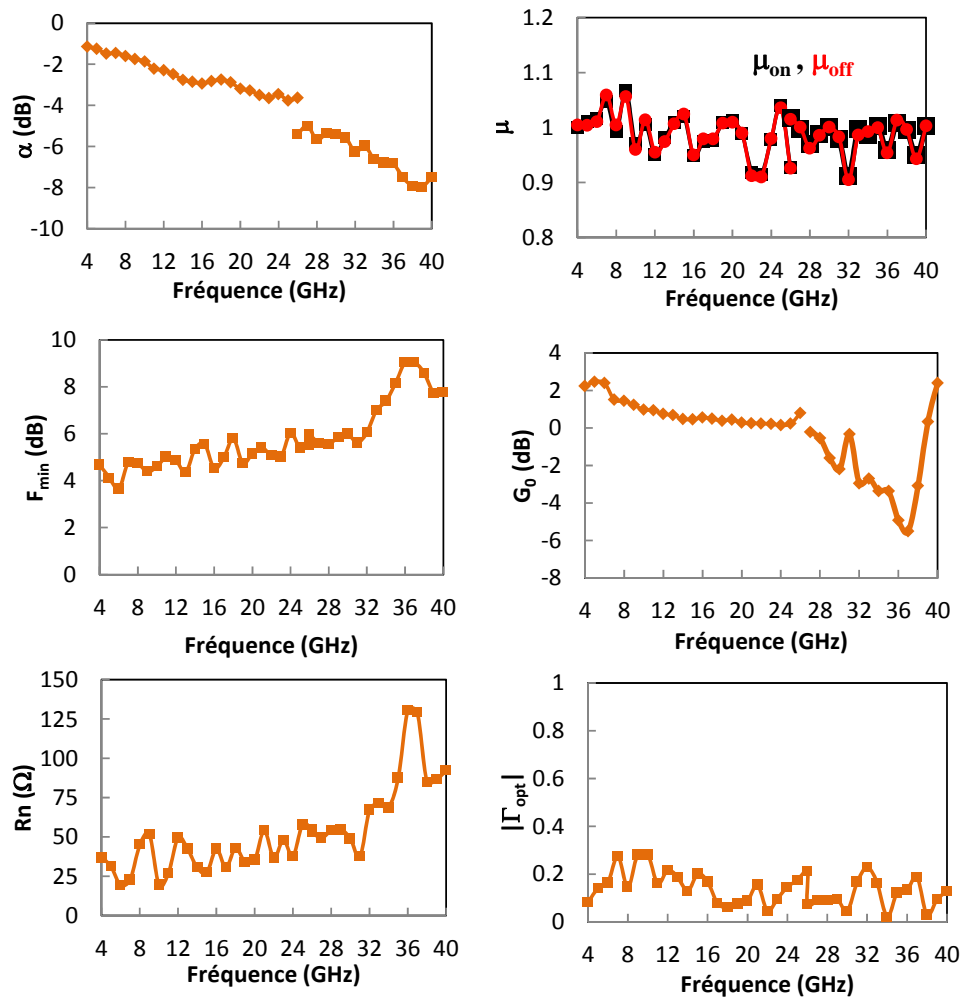 α (dB)
0
-2
-4
-6
-8
-10
4 8 12 16 20 24 28 32 36 40
Fréquence (GHz)
μ
1.2
1.1
1
0.9
0.8
μon , μoff
4 8 12 16 20 24 28 32 36 40
Fréquence (GHz)
Fmin (dB)
10
8
6
4
2
0
4 8 12 16 20 24 28 32 36 40
Fréquence (GHz)
G0 (dB)
4
2
0
-2
-4
-6
-8
4 8 12 16 20 24 28 32 36 40
Fréquence (GHz)
Rn (Ω)
150
125
100
75
50
25
0
4 8 12 16 20 24 28 32 36 40
Fréquence (GHz)
|Γopt|
1
0.8
0.6
0.4
0.2
0
4 8 12 16 20 24 28 32 36 40
Fréquence (GHz)